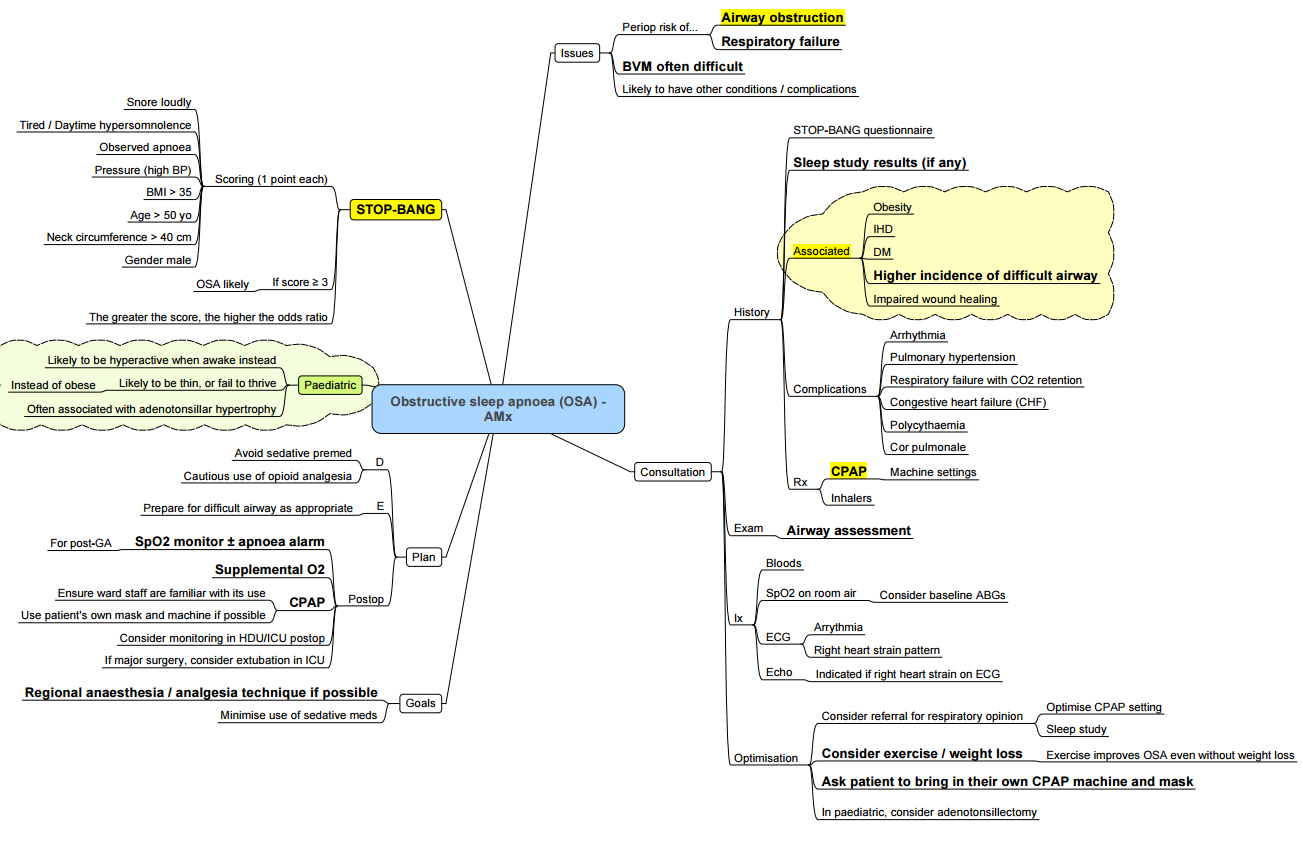 Obstructive sleep apnoea (OSA) -
AMx
Issues
Periop risk of...
Airway obstruction
Respiratory failure
BVM often difficult
Likely to have other conditions / complications
STOP-BANG
Scoring (1 point each)
Snore loudly
Tired / Daytime hypersomnolence
Observed apnoea
Pressure (high BP)
BMI > 35
Age > 50 yo
Neck circumference > 40 cm
Gender male
If score ≥ 3
OSA likely
The greater the score, the higher the odds ratio
Paediatric
Likely to be hyperactive when awake instead
Likely to be thin, or fail to thrive
Instead of obese
Often associated with adenotonsillar hypertrophy
Plan
D
Avoid sedative premed
Cautious use of opioid analgesia
E
Prepare for difficult airway as appropriate
Postop
SpO2 monitor ± apnoea alarm
For post-GA
Supplemental O2
CPAP
Ensure ward staff are familiar with its use
Use patient's own mask and machine if possible
Consider monitoring in HDU/ICU postop
If major surgery, consider extubation in ICU
Goals
Regional anaesthesia / analgesia technique if possible
Minimise use of sedative meds
Consultation
History
STOP-BANG questionnaire
Sleep study results (if any)
Associated
Obesity
IHD
DM
Higher incidence of difficult airway
Impaired wound healing
Complications
Arrhythmia
Pulmonary hypertension
Respiratory failure with CO2 retention
Congestive heart failure (CHF)
Polycythaemia
Cor pulmonale
Rx
CPAP
Machine settings
Inhalers
Exam
Airway assessment
Ix
Bloods
SpO2 on room air
Consider baseline ABGs
ECG
Arrythmia
Right heart strain pattern
Echo
Indicated if right heart strain on ECG
Optimisation
Consider referral for respiratory opinion
Optimise CPAP setting
Sleep study
Consider exercise / weight loss
Exercise improves OSA even without weight loss
Ask patient to bring in their own CPAP machine and mask
In paediatric, consider adenotonsillectomy